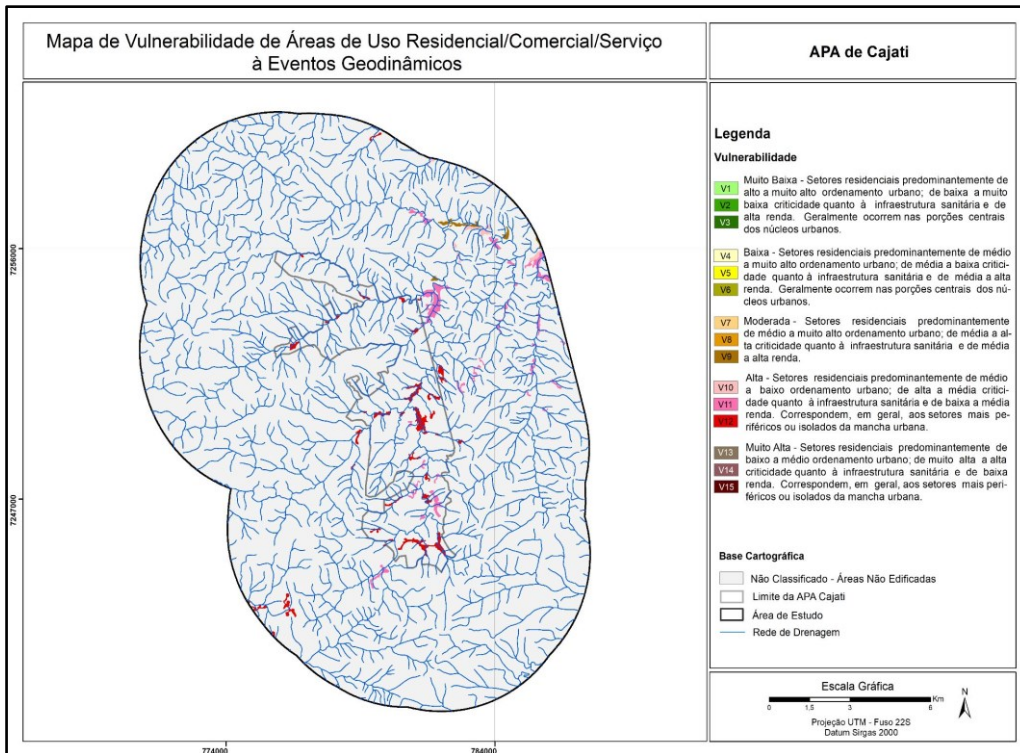 Mapa de Vulnerabilidade de Áreas de Uso Residencial/Comercial/Serviço
à Eventos Geodinâmicos
APA de Cajati
7256000
7247000
774000
784000
Legenda
Vulnerabilidade
V1
V2
V3
Muito Baixa - Setores residenciais predominantemente de
alto a muito alto ordenamento urbano; de baixa a muito
baixa criticidade quanto à infraestrutura sanitária e de
alta renda. Geralmente ocorrem nas porções centrais
dos núcleos urbanos.
V4
V5
V6
Baixa - Setores residenciais predominantemente de médio
a muito alto ordenamento urbano; de média a baixa critici-
dade quanto à infraestrutura sanitária e de média a alta
renda. Geralmente ocorrem nas porções centrais dos nú-
cleos urbanos.
V7
V8
V9
Moderada - Setores residenciais predominantemente
de médio a muito alto ordenamento urbano; de média a al-
ta criticidade quanto à infraestrutura sanitária e de média
a alta renda.
V10
V11
V12
Alta - Setores residenciais predominantemente de médio
a baixo ordenamento urbano; de alta a média critici-
dade quanto à infraestrutura sanitária e de baixa a média
renda. Correspondem, em geral, aos setores mais pe-
riféricos ou isolados da mancha urbana.
V13
V14
V15
Muito Alta - Setores residenciais predominantemente de
baixo a médio ordenamento urbano; de muito alta a alta
criticidade quanto à infraestrutura sanitária e de baixa
renda. Correspondem, em geral, aos setores mais peri-
féricos ou isolados da mancha urbana.
Base Cartográfica
Não Classificado - Áreas Não Edificadas
Limite da APA Cajati
Área de Estudo
Rede de Drenagem
Escala Gráfica
Km
0 1,5 3 6
N
Projeção UTM - Fuso 22S
Datum Sirgas 2000